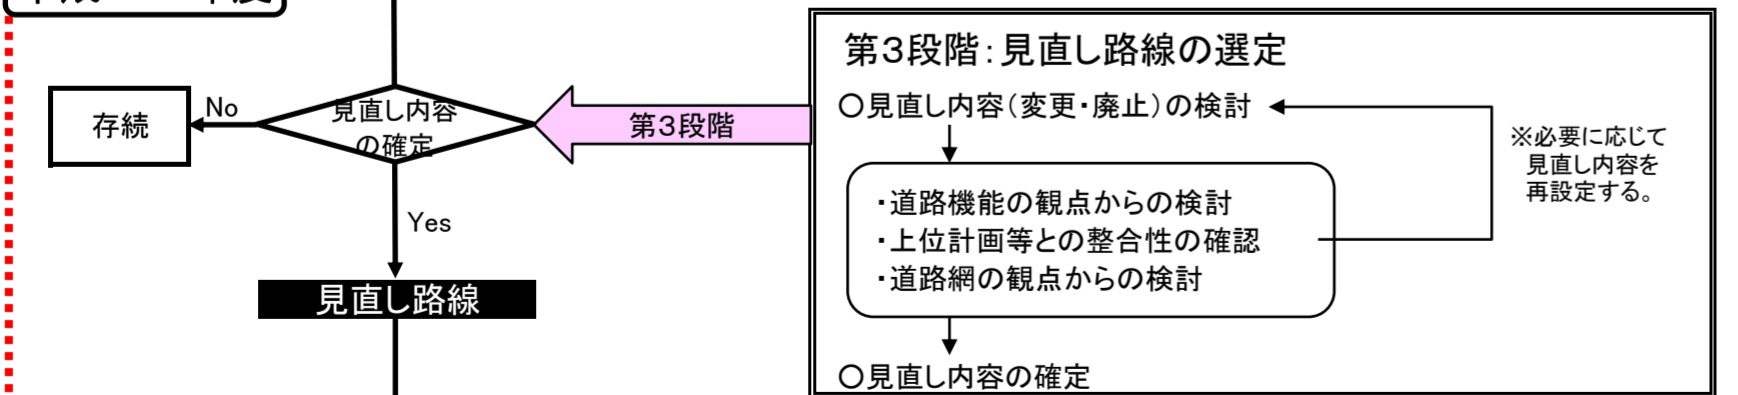 第3段階：見直し路線の選定
○見直し内容（変更・廃止）の検討
※必要に応じて
見直し内容を
再設定する。
・道路機能の観点からの検討
・上位計画等との整合性の確認
・道路網の観点からの検討
○見直し内容の確定
第3段階
見直し内容
の確定
No
存続
Yes
見直し路線